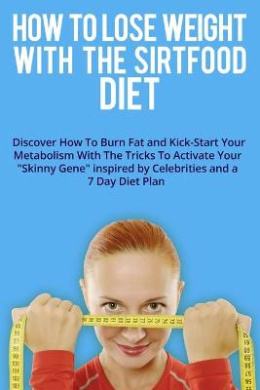 HOW TO LOSE WEIGHT
WITH THE SIRTFOOD
DIET
Discover How To Burn Fat and Kick-Start Your
Metabolism With The Tricks To Activate Your
"Skinny Gene" inspired by Celebrities and a
7 Day Diet Plan